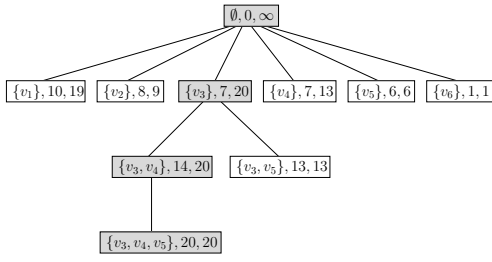 ∅, 0, ∞
{v₁}, 10, 19
{v₂}, 8, 9
{v₃}, 7, 20
{v₄}, 7, 13
{v₅}, 6, 6
{v₆}, 1, 1
{v₃, v₄}, 14, 20
{v₃, v₅}, 13, 13
{v₃, v₄, v₅}, 20, 20